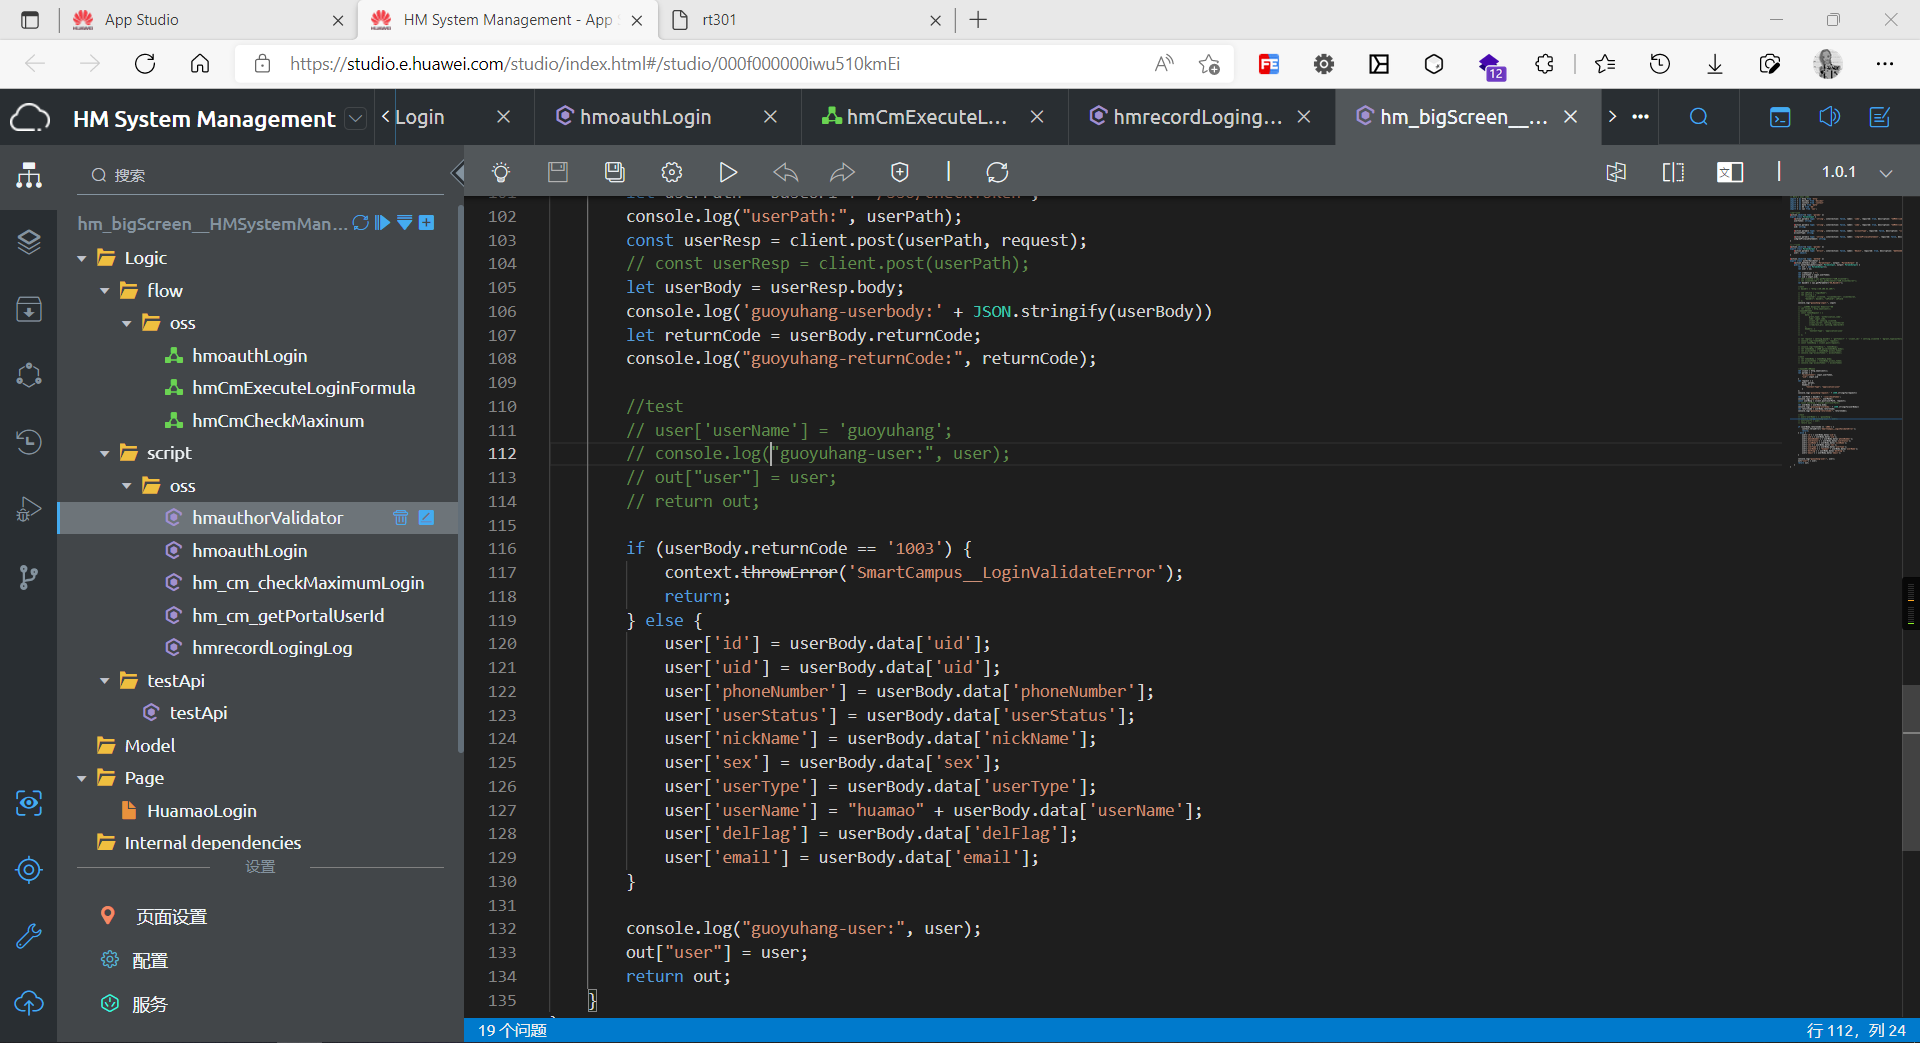 App Studio
HM System Management - App S
rt301
https://studio.e.huawei.com/studio/index.html#/studio/000f000000iwu510kmEi
12
HM System Management
Login
hmoauthLogin
hmCmExecuteL...
hmrecordLoging...
hm_bigScreen__...
搜索
1.0.1
hm_bigScreen__HMSystemMan...
Logic
flow
oss
hmoauthLogin
hmCmExecuteLoginFormula
hmCmCheckMaxinum
script
oss
hmauthorValidator
hmoauthLogin
hm_cm_checkMaximumLogin
hm_cm_getPortalUserId
hmrecordLogingLog
testApi
testApi
Model
Page
HuamaoLogin
Internal dependencies
设置
页面设置
配置
服务
102 console.log("userPath:", userPath);
103 const userResp = client.post(userPath, request);
104 // const userResp = client.post(userPath);
105 let userBody = userResp.body;
106 console.log('guoyuhang-userbody:' + JSON.stringify(userBody))
107 let returnCode = userBody.returnCode;
108 console.log("guoyuhang-returnCode:", returnCode);
109
110 //test
111 // user['userName'] = 'guoyuhang';
112 // console.log("guoyuhang-user:", user);
113 // out["user"] = user;
114 // return out;
115
116 if (userBody.returnCode == '1003') {
117 context.throwError('SmartCampus__LoginValidateError');
118 return;
119 } else {
120 user['id'] = userBody.data['uid'];
121 user['uid'] = userBody.data['uid'];
122 user['phoneNumber'] = userBody.data['phoneNumber'];
123 user['userStatus'] = userBody.data['userStatus'];
124 user['nickName'] = userBody.data['nickName'];
125 user['sex'] = userBody.data['sex'];
126 user['userType'] = userBody.data['userType'];
127 user['userName'] = "huamao" + userBody.data['userName'];
128 user['delFlag'] = userBody.data['delFlag'];
129 user['email'] = userBody.data['email'];
130 }
131
132 console.log("guoyuhang-user:", user);
133 out["user"] = user;
134 return out;
135 }
19 个问题
行 112，列 24